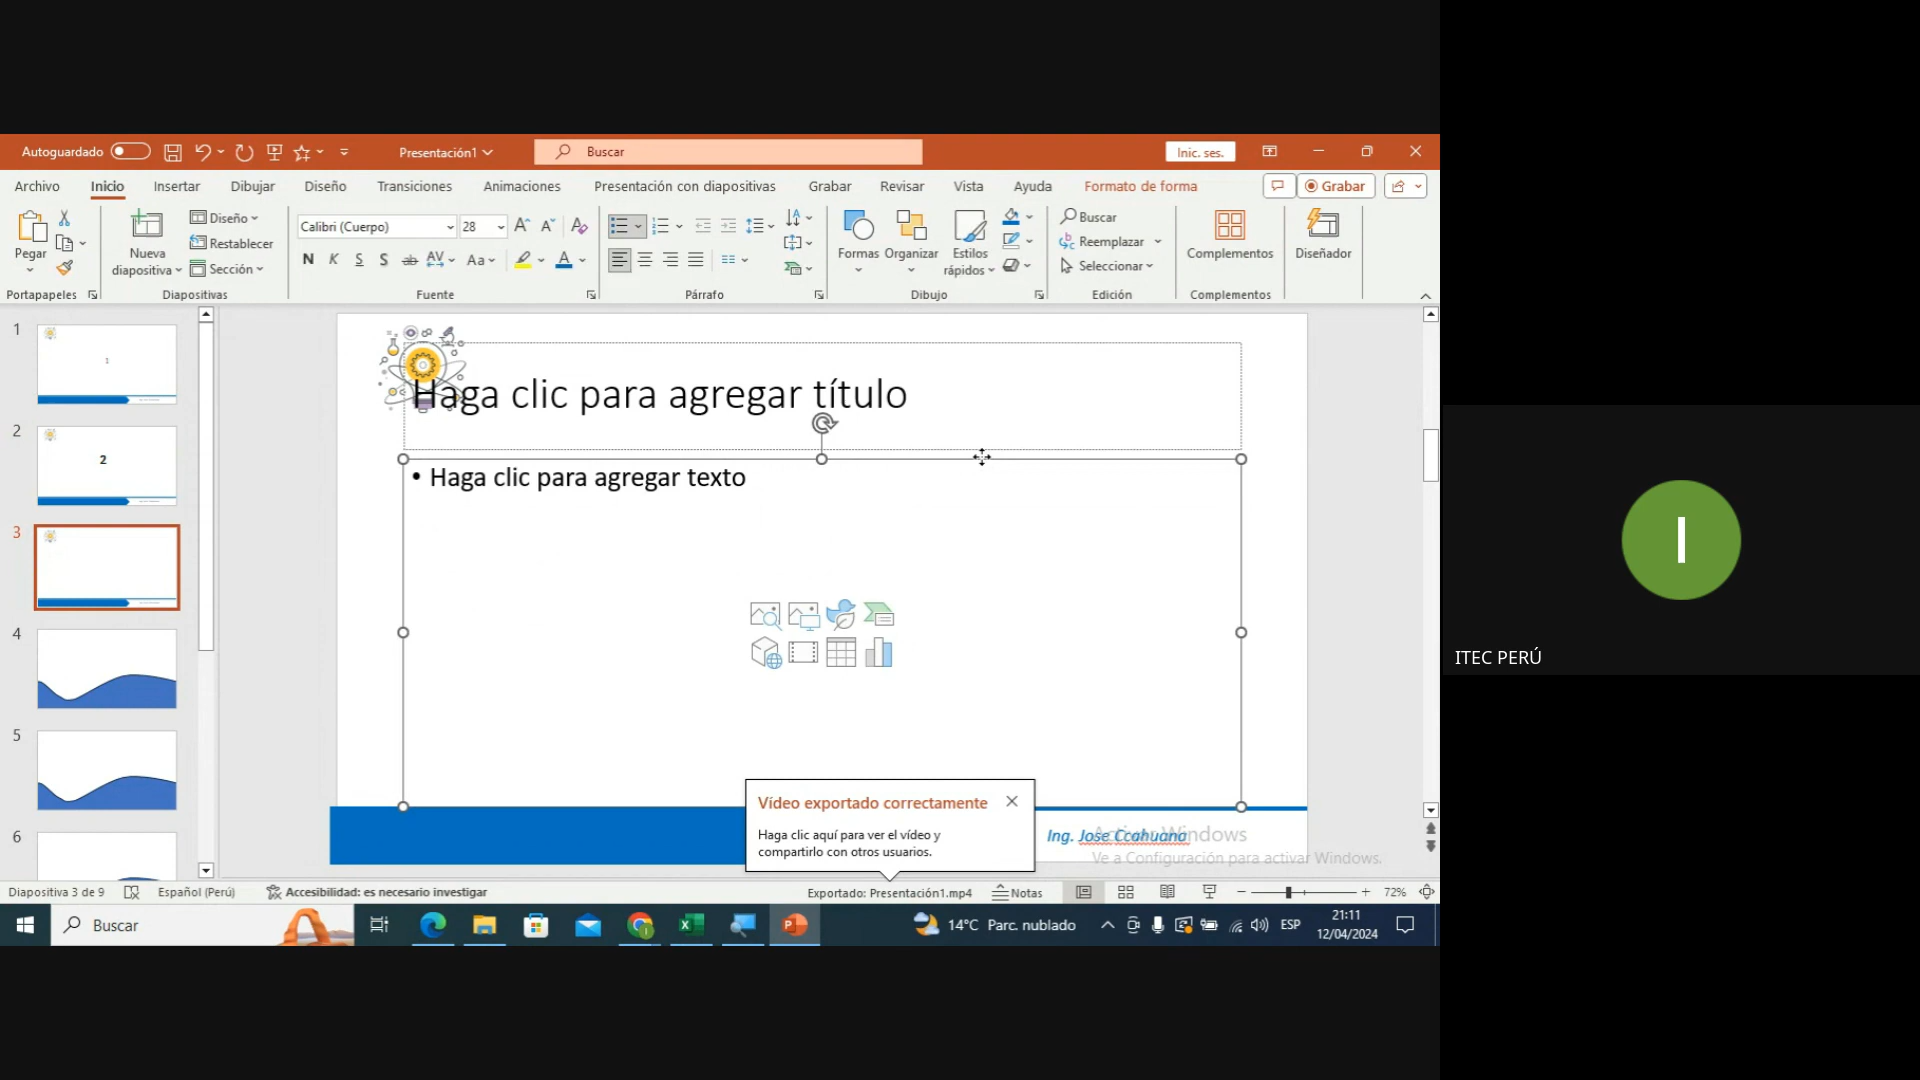 Autoguardado
Presentación1
Buscar
Inic. ses.
Archivo Inicio Insertar Dibujar Diseño Transiciones Animaciones Presentación con diapositivas Grabar Revisar Vista Ayuda Formato de forma Grabar
Pegar
Nueva diapositiva
Diseño
Restablecer
Sección
Calibri (Cuerpo) 28
N K S S ab AV Aa A
Formas Organizar Estilos rápidos
Buscar
Reemplazar
Seleccionar
Complementos
Diseñador
Portapapeles Diapositivas Fuente Párrafo Dibujo Edición Complementos
1
1
2
2
3
4
5
6
Haga clic para agregar título
• Haga clic para agregar texto
Vídeo exportado correctamente
Haga clic aquí para ver el vídeo y
compartirlo con otros usuarios.
Ing. Jose Ccahuana
Activar Windows
Ve a Configuración para activar Windows.
Diapositiva 3 de 9 Español (Perú) Accesibilidad: es necesario investigar Exportado: Presentación1.mp4 Notas 72%
Buscar
14°C Parc. nublado
ESP
21:11
12/04/2024
I
ITEC PERÚ